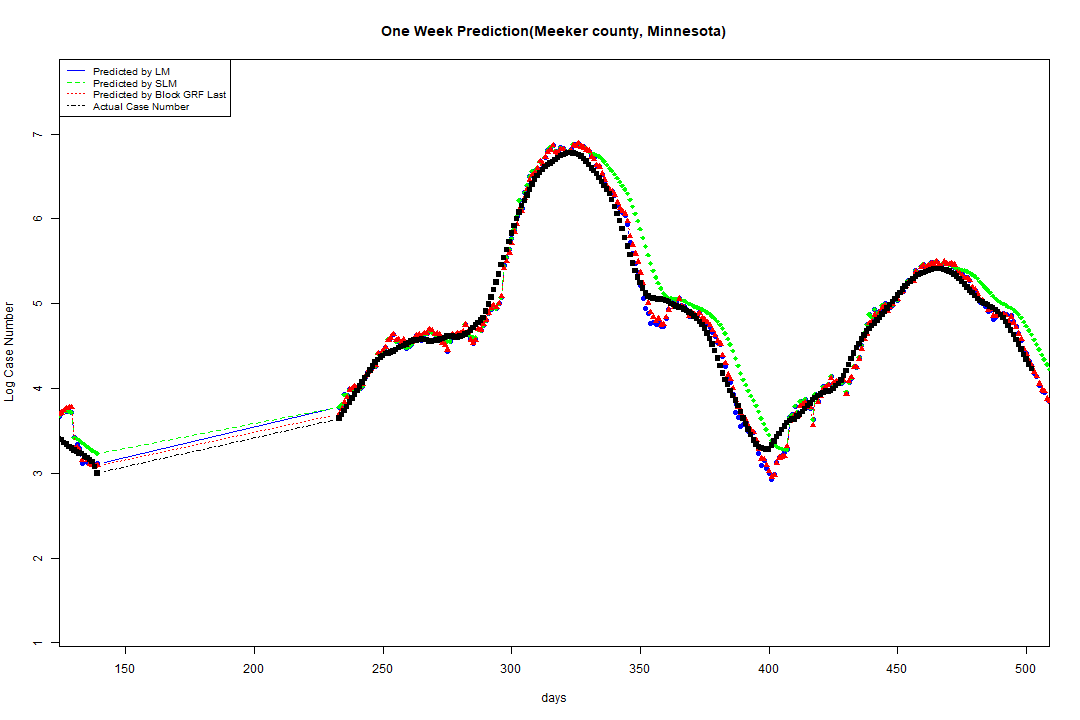 One Week Prediction(Meeker county, Minnesota)
Predicted by LM
Predicted by SLM
Predicted by Block GRF Last
Actual Case Number
7
6
5
4
3
2
1
Log Case Number
150 200 250 300 350 400 450 500
days